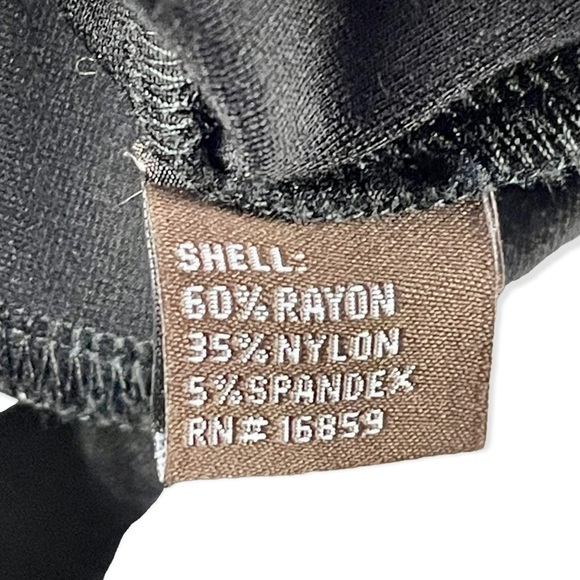 SHELL:
60% RAYON
35% NYLON
5% SPANDEX
RN# 16859